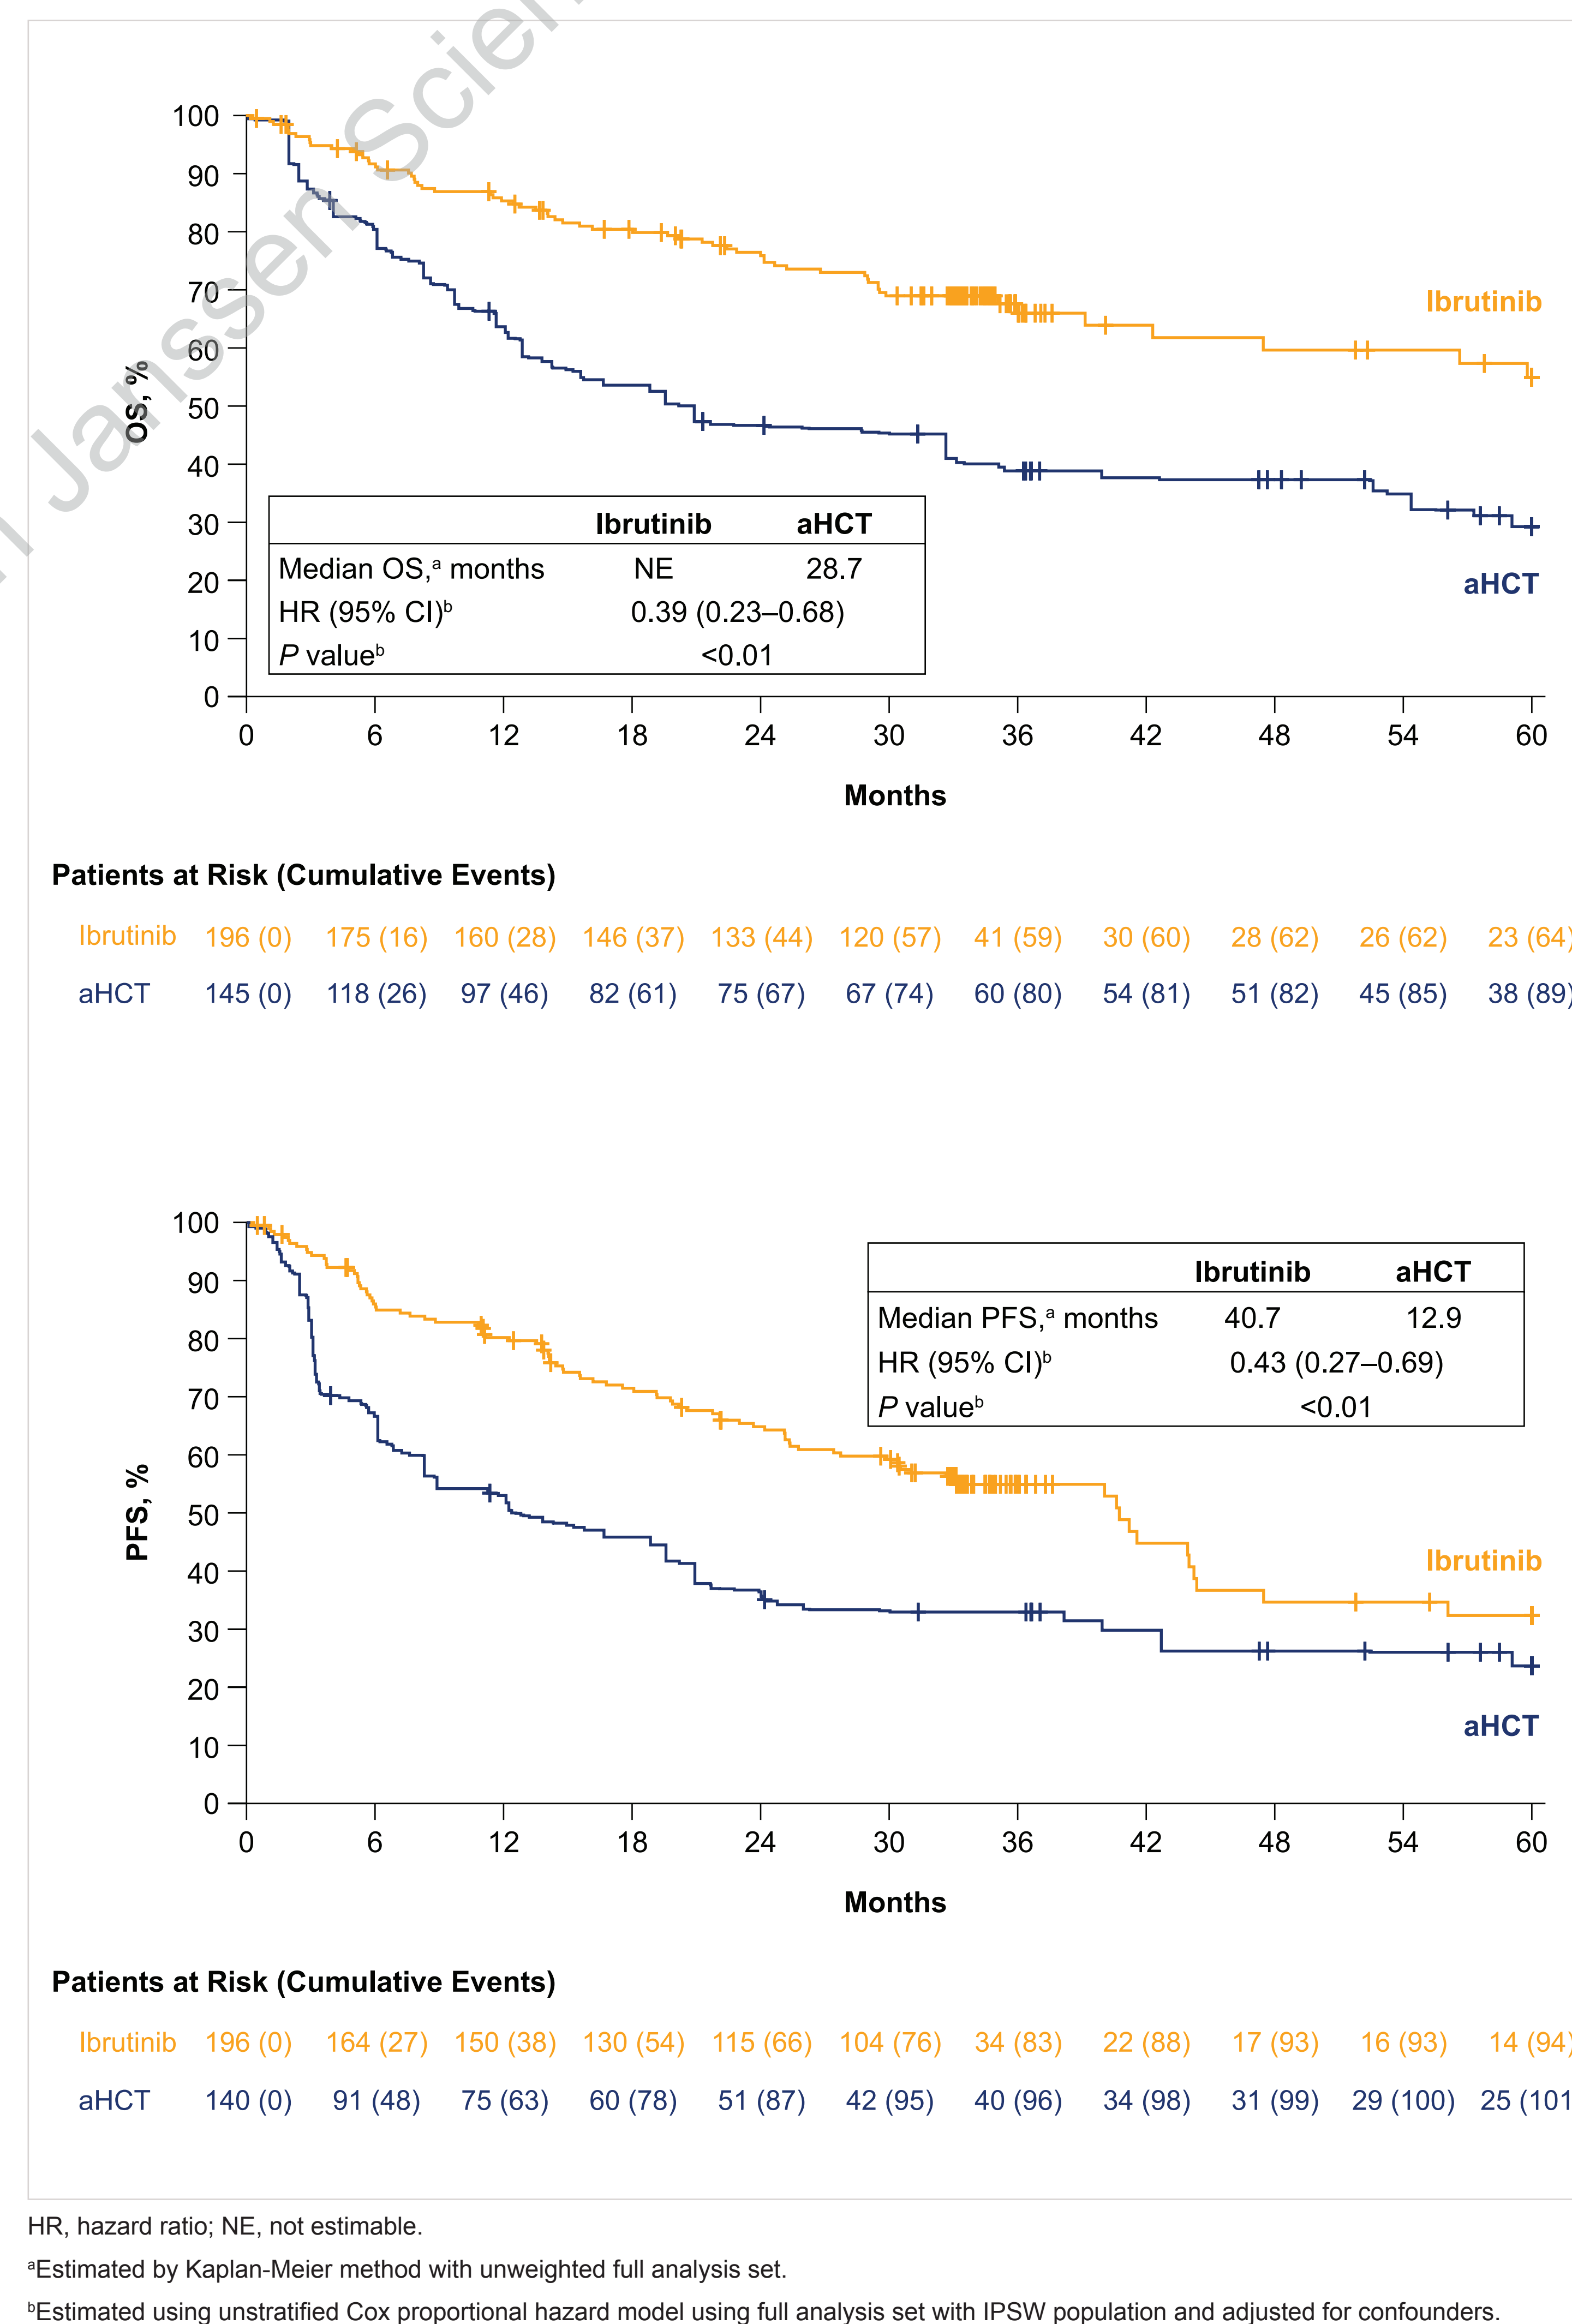 n Janssen Scien
100
90
80
70
60
50
40
30
20
10
0
OS, %
Ibrutinib
aHCT
Ibrutinib aHCT
Median OS,ª months NE 28.7
HR (95% CI)ᵇ 0.39 (0.23–0.68)
P valueᵇ <0.01
0 6 12 18 24 30 36 42 48 54 60
Months
Patients at Risk (Cumulative Events)
Ibrutinib 196 (0) 175 (16) 160 (28) 146 (37) 133 (44) 120 (57) 41 (59) 30 (60) 28 (62) 26 (62) 23 (64)
aHCT 145 (0) 118 (26) 97 (46) 82 (61) 75 (67) 67 (74) 60 (80) 54 (81) 51 (82) 45 (85) 38 (89)
100
90
80
70
60
50
40
30
20
10
0
PFS, %
Ibrutinib aHCT
Median PFS,ª months 40.7 12.9
HR (95% CI)ᵇ 0.43 (0.27–0.69)
P valueᵇ <0.01
Ibrutinib
aHCT
0 6 12 18 24 30 36 42 48 54 60
Months
Patients at Risk (Cumulative Events)
Ibrutinib 196 (0) 164 (27) 150 (38) 130 (54) 115 (66) 104 (76) 34 (83) 22 (88) 17 (93) 16 (93) 14 (94)
aHCT 140 (0) 91 (48) 75 (63) 60 (78) 51 (87) 42 (95) 40 (96) 34 (98) 31 (99) 29 (100) 25 (101
HR, hazard ratio; NE, not estimable.
ªEstimated by Kaplan-Meier method with unweighted full analysis set.
ᵇEstimated using unstratified Cox proportional hazard model using full analysis set with IPSW population and adjusted for confounders.